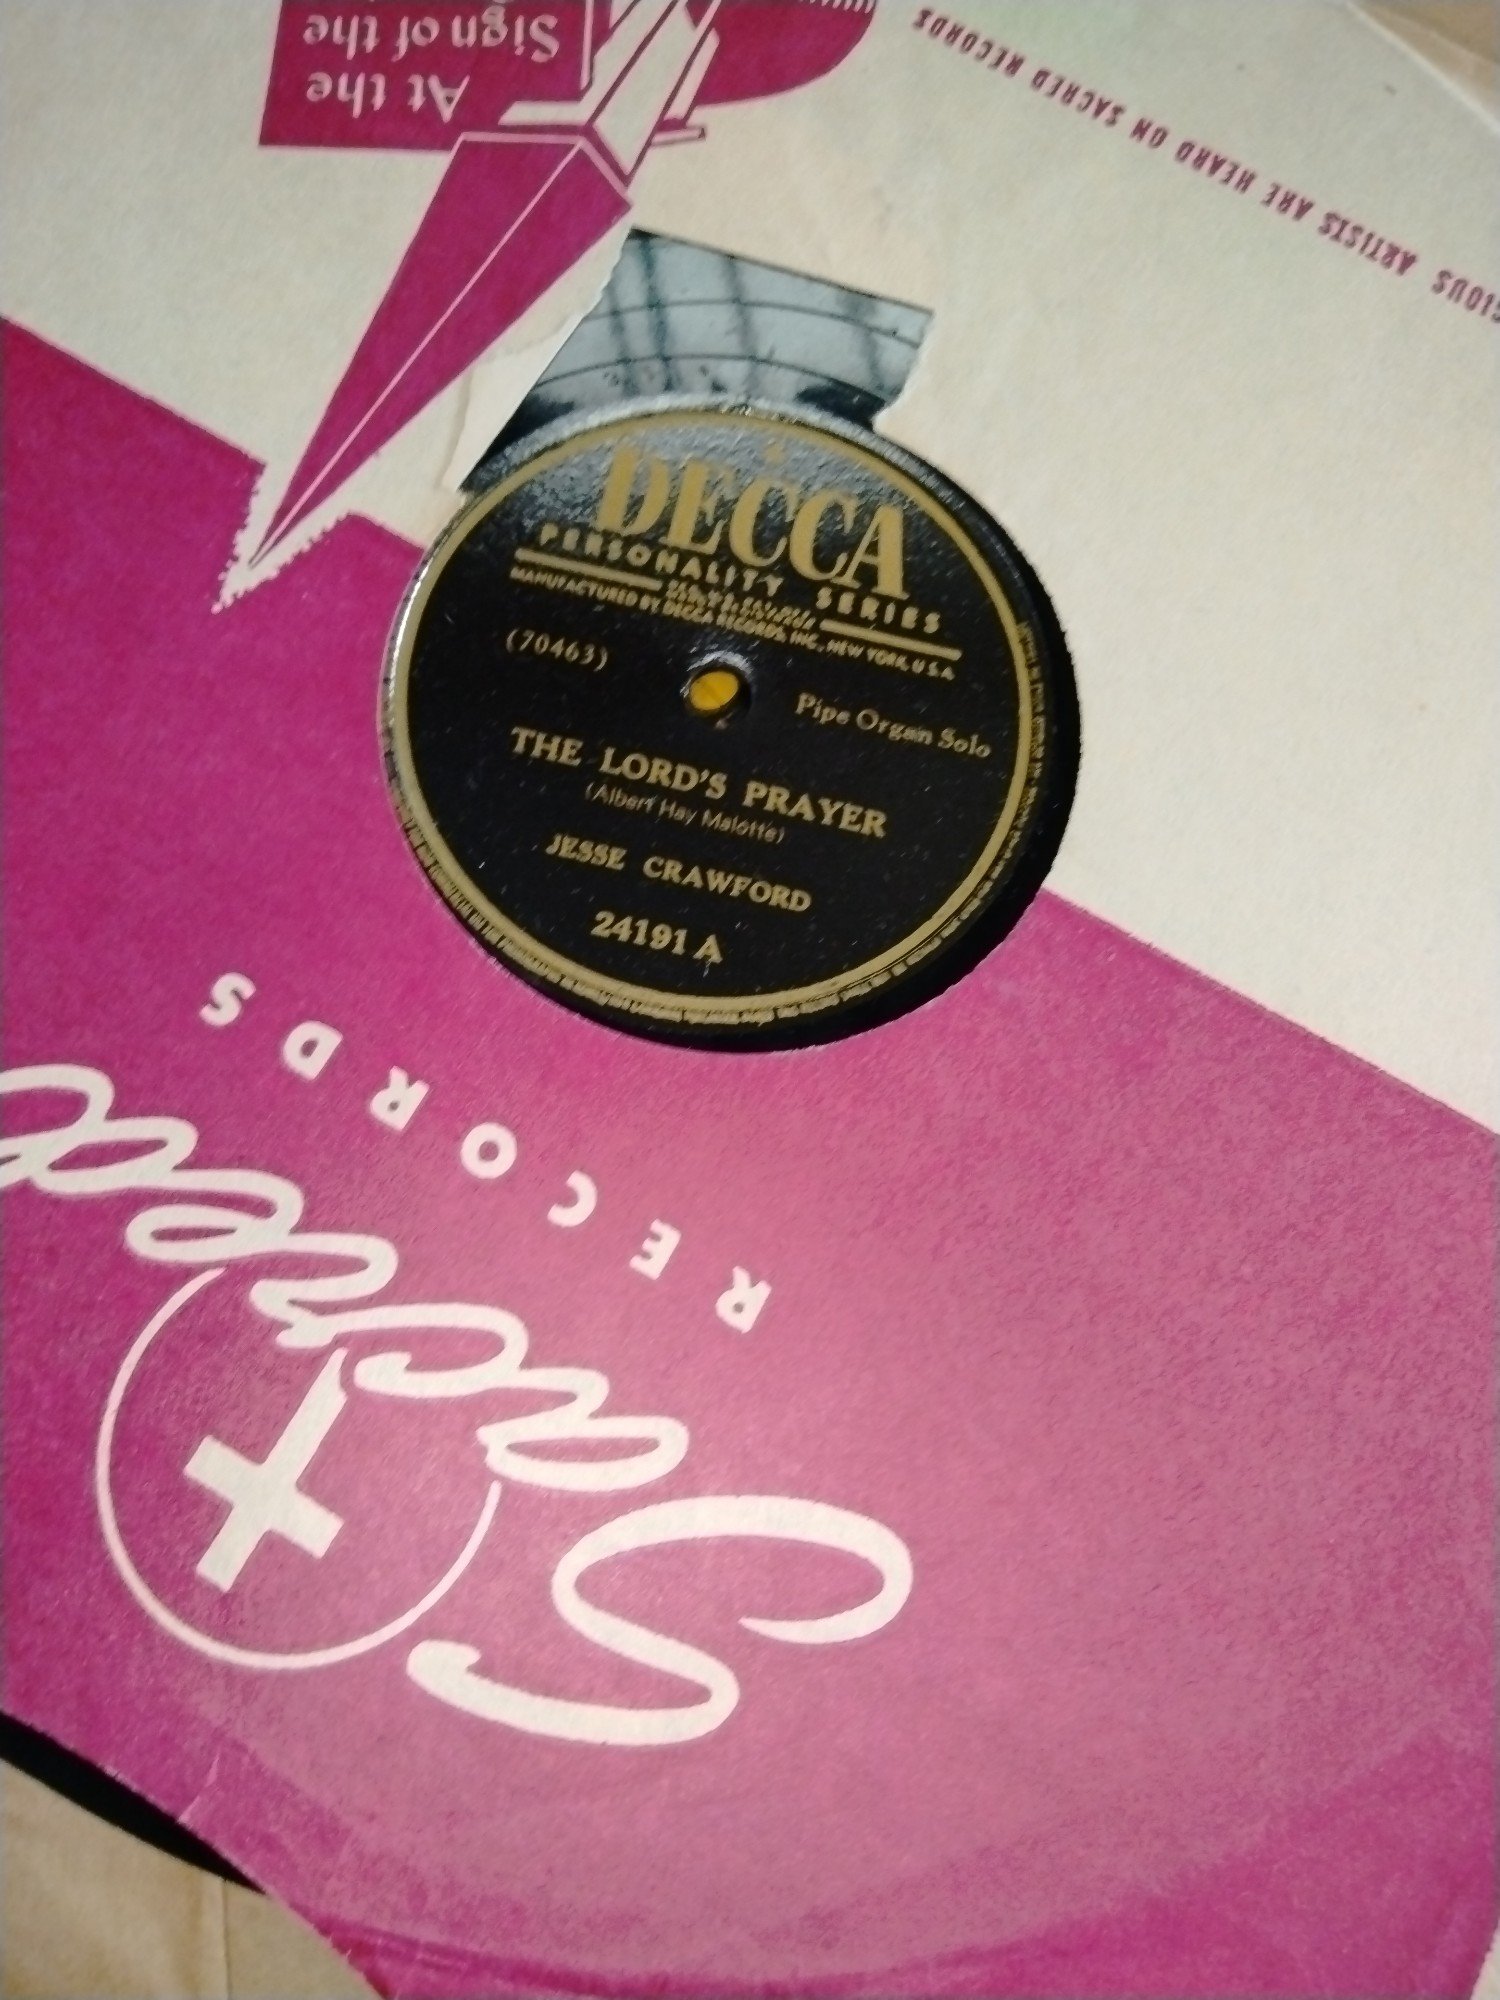 At the
Sign of the
IOUS ARTISTS ARE HEARD ON SACRED RECORDS
DECCA
PERSONALITY SERIES
MANUFACTURED BY DECCA RECORDS, INC., NEW YORK, U.S.A.
(70463)
Pipe Organ Solo
THE LORD'S PRAYER
(Albert Hay Malotte)
JESSE CRAWFORD
24191 A
Sacred
RECORDS